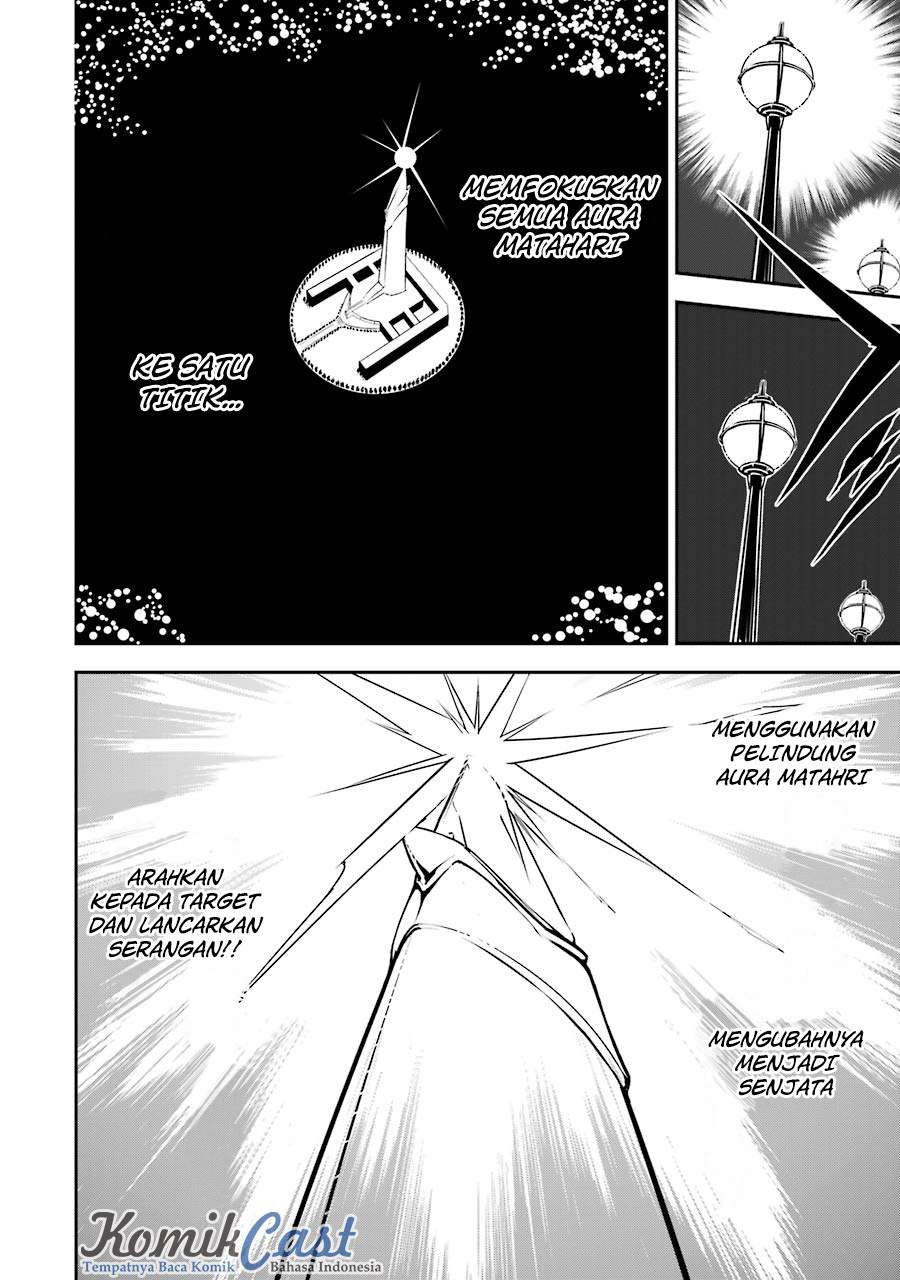 MEMFOKUSKAN
SEMUA AURA
MATAHARI
KE SATU
TITIK...
MENGGUNAKAN
PELINDUNG
AURA MATAHRI
MENGUBAHNYA
MENJADI
SENJATA
ARAHKAN
KEPADA TARGET
DAN LANCARKAN
SERANGAN!!
KomikCast
Tempatnya Baca Komik Bahasa Indonesia